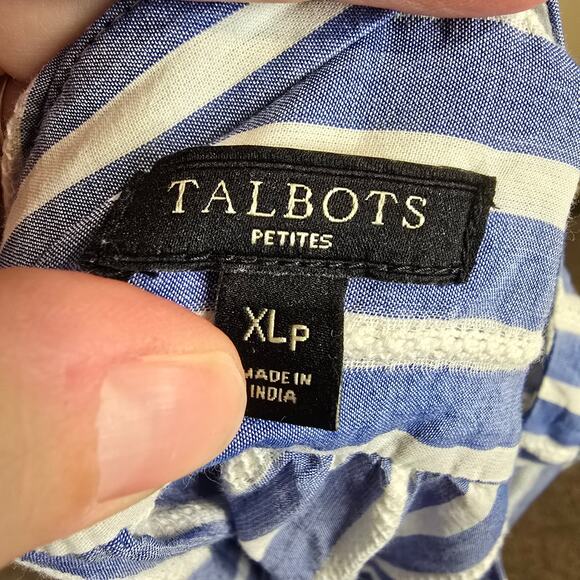 TALBOTS
PETITES
XLP
MADE IN
INDIA